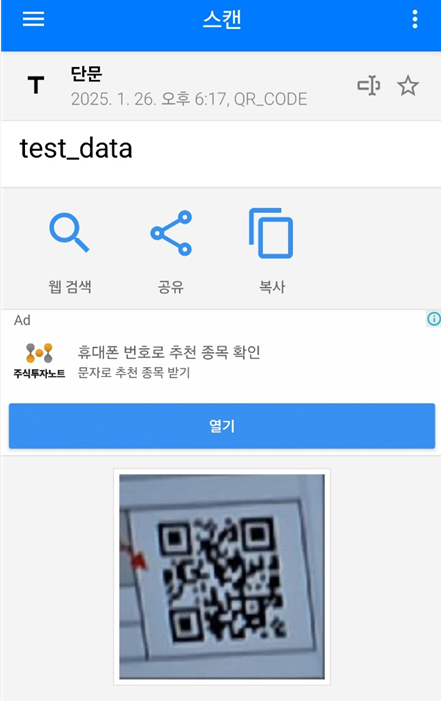 스캔
T
단문
2025. 1. 26. 오후 6:17, QR_CODE
test_data
웹 검색
공유
복사
Ad
주식투자노트
휴대폰 번호로 추천 종목 확인
문자로 추천 종목 받기
열기